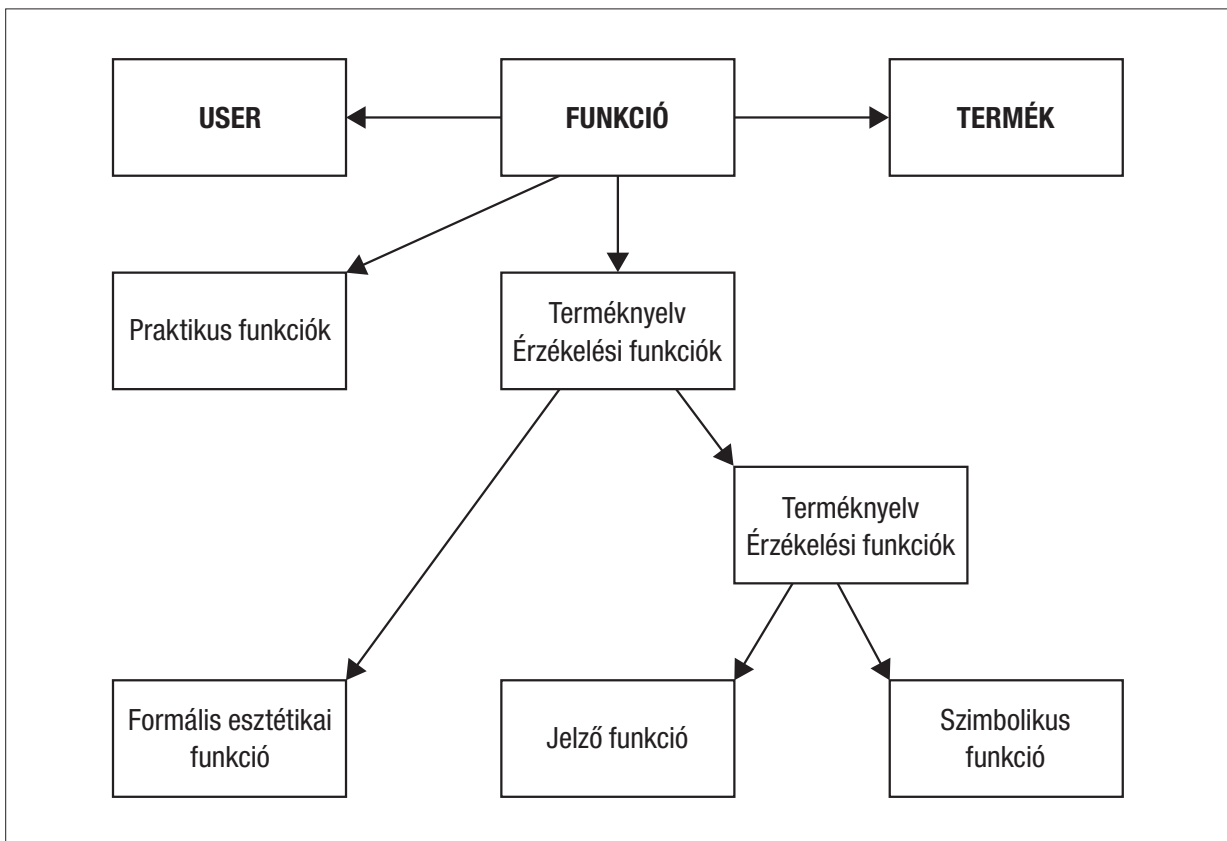 USER
FUNKCIÓ
TERMÉK
Praktikus funkciók
Terméknyelv
Érzékelési funkciók
Terméknyelv
Érzékelési funkciók
Formális esztétikai
funkció
Jelző funkció
Szimbolikus
funkció